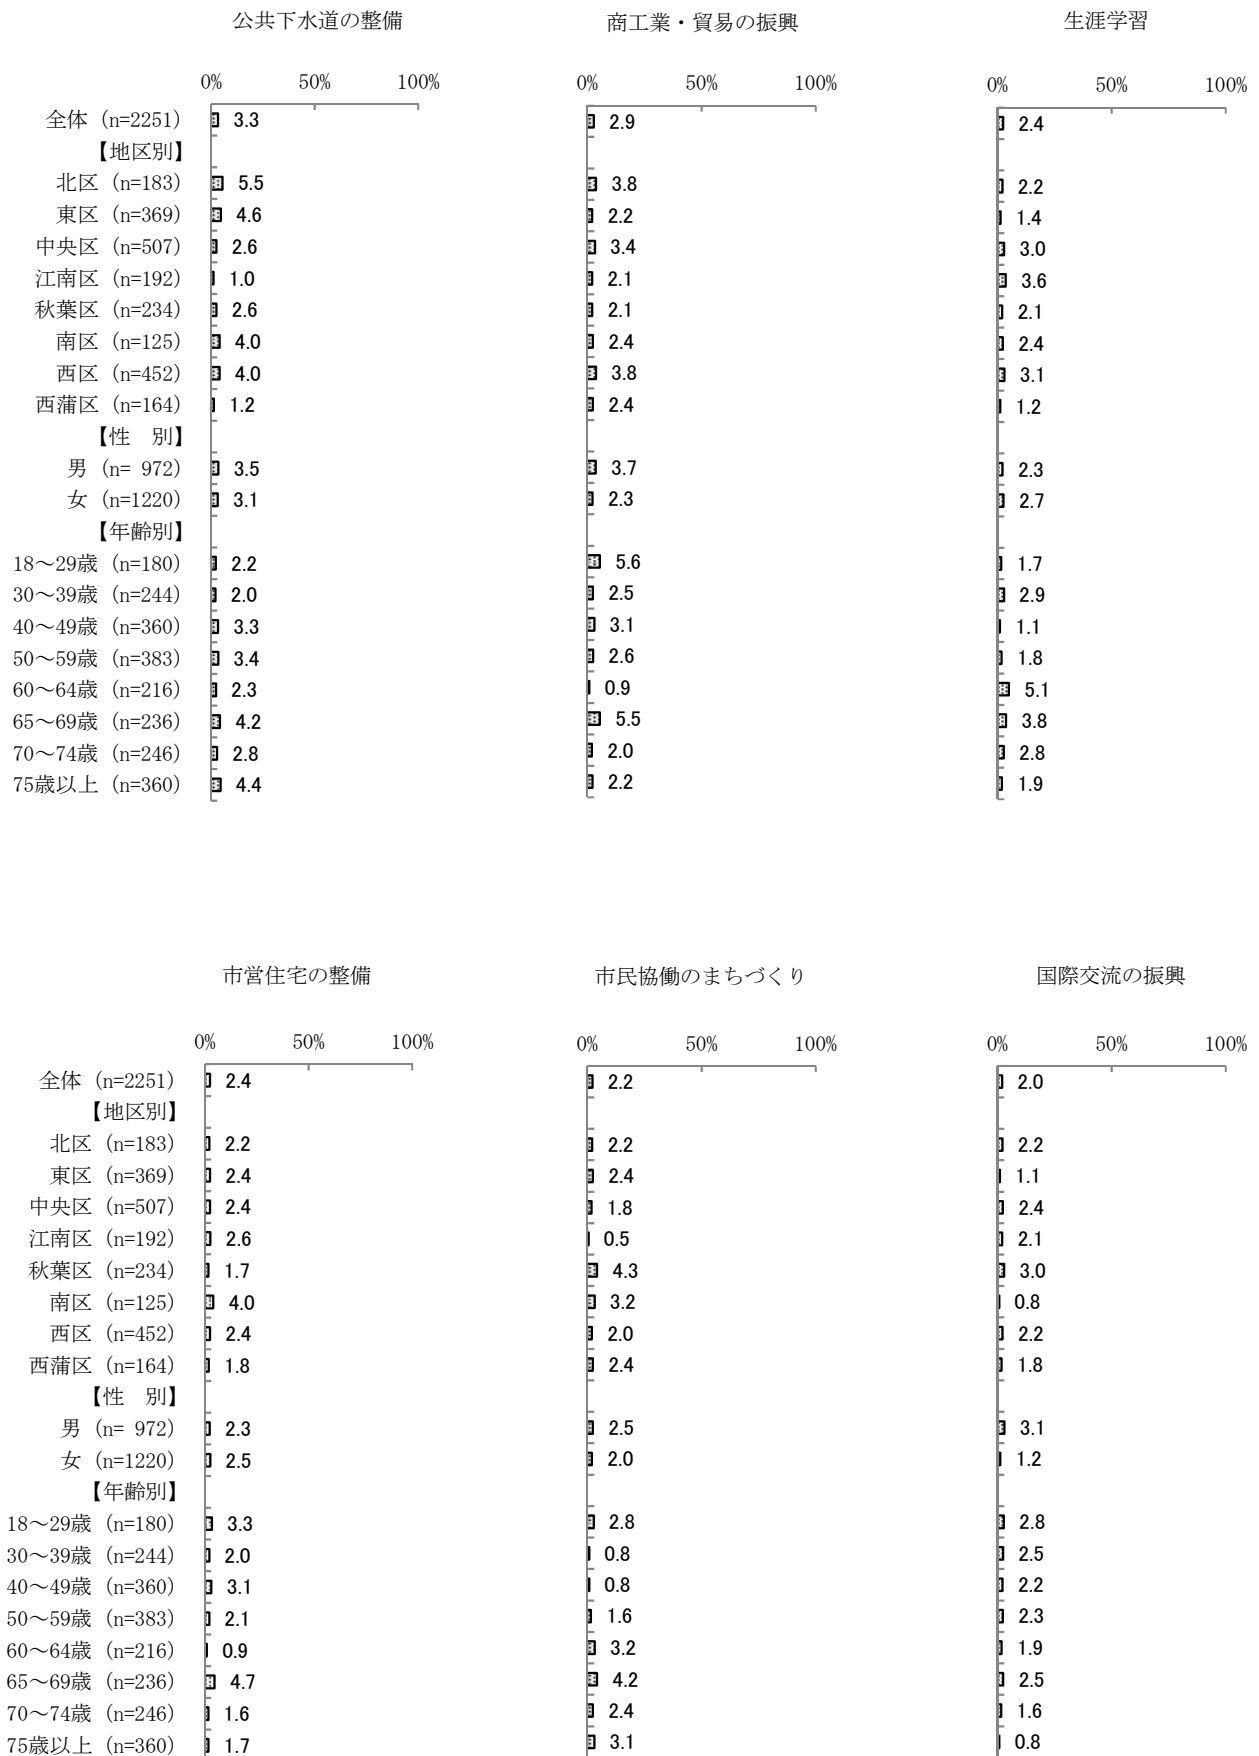 公共下水道の整備 商工業・貿易の振興 生涯学習
0% 50% 100% 0% 50% 100% 0% 50% 100%
全体 (n=2251) 3.3 2.9 2.4
【地区別】
北区 (n=183) 5.5 3.8 2.2
東区 (n=369) 4.6 2.2 1.4
中央区 (n=507) 2.6 3.4 3.0
江南区 (n=192) 1.0 2.1 3.6
秋葉区 (n=234) 2.6 2.1 2.1
南区 (n=125) 4.0 2.4 2.4
西区 (n=452) 4.0 3.8 3.1
西蒲区 (n=164) 1.2 2.4 1.2
【性　別】
男 (n= 972) 3.5 3.7 2.3
女 (n=1220) 3.1 2.3 2.7
【年齢別】
18～29歳 (n=180) 2.2 5.6 1.7
30～39歳 (n=244) 2.0 2.5 2.9
40～49歳 (n=360) 3.3 3.1 1.1
50～59歳 (n=383) 3.4 2.6 1.8
60～64歳 (n=216) 2.3 0.9 5.1
65～69歳 (n=236) 4.2 5.5 3.8
70～74歳 (n=246) 2.8 2.0 2.8
75歳以上 (n=360) 4.4 2.2 1.9
市営住宅の整備 市民協働のまちづくり 国際交流の振興
0% 50% 100% 0% 50% 100% 0% 50% 100%
全体 (n=2251) 2.4 2.2 2.0
【地区別】
北区 (n=183) 2.2 2.2 2.2
東区 (n=369) 2.4 2.4 1.1
中央区 (n=507) 2.4 1.8 2.4
江南区 (n=192) 2.6 0.5 2.1
秋葉区 (n=234) 1.7 4.3 3.0
南区 (n=125) 4.0 3.2 0.8
西区 (n=452) 2.4 2.0 2.2
西蒲区 (n=164) 1.8 2.4 1.8
【性　別】
男 (n= 972) 2.3 2.5 3.1
女 (n=1220) 2.5 2.0 1.2
【年齢別】
18～29歳 (n=180) 3.3 2.8 2.8
30～39歳 (n=244) 2.0 0.8 2.5
40～49歳 (n=360) 3.1 0.8 2.2
50～59歳 (n=383) 2.1 1.6 2.3
60～64歳 (n=216) 0.9 3.2 1.9
65～69歳 (n=236) 4.7 4.2 2.5
70～74歳 (n=246) 1.6 2.4 1.6
75歳以上 (n=360) 1.7 3.1 0.8